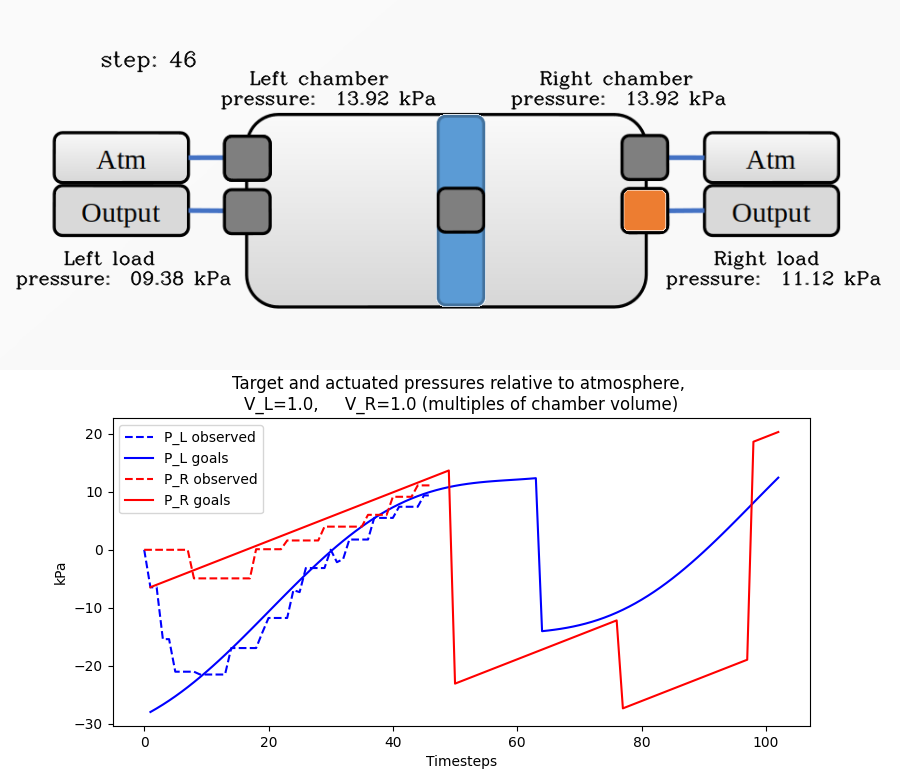 step: 46
Left chamber
pressure: 13.92 kPa
Right chamber
pressure: 13.92 kPa
Atm
Output
Atm
Output
Left load
pressure: 09.38 kPa
Right load
pressure: 11.12 kPa
Target and actuated pressures relative to atmosphere,
V_L=1.0, V_R=1.0 (multiples of chamber volume)
P_L observed
P_L goals
P_R observed
P_R goals
kPa
20
10
0
−10
−20
−30
0 20 40 60 80 100
Timesteps